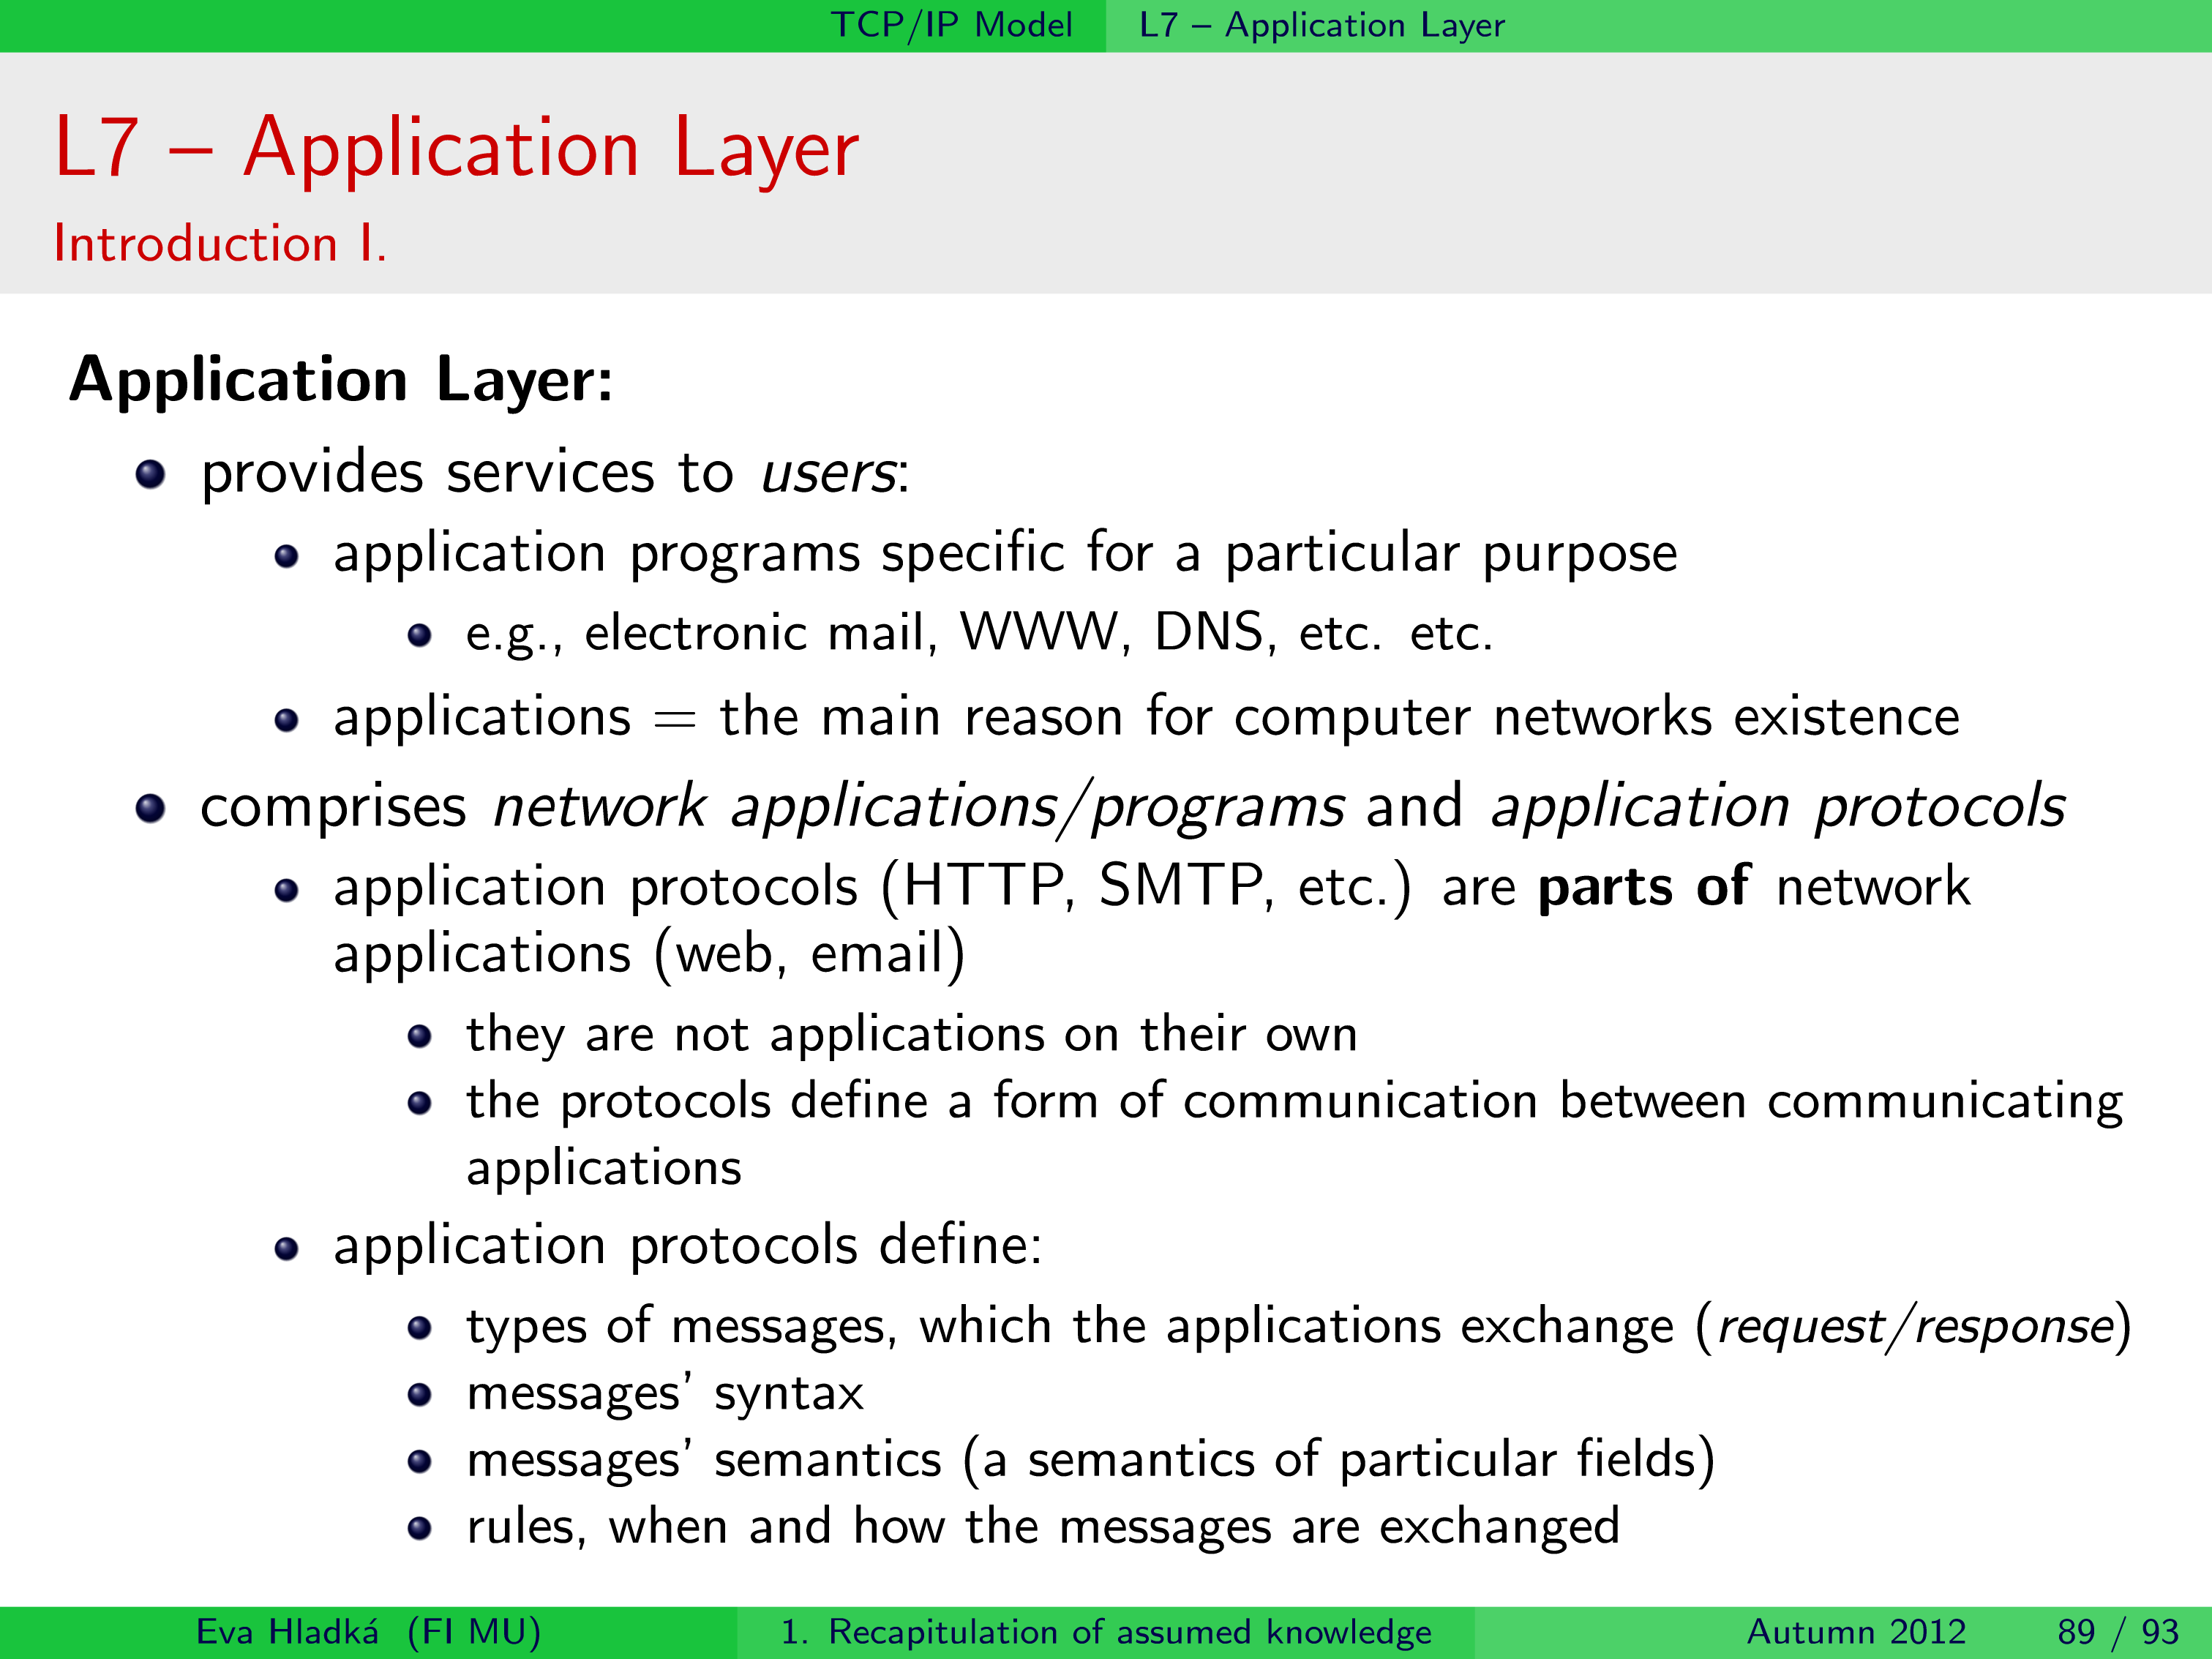 TCP/IP Model L7 – Application Layer
L7 – Application Layer
Introduction I.
Application Layer:
provides services to users:
application programs specific for a particular purpose
e.g., electronic mail, WWW, DNS, etc. etc.
applications = the main reason for computer networks existence
comprises network applications/programs and application protocols
application protocols (HTTP, SMTP, etc.) are parts of network
applications (web, email)
they are not applications on their own
the protocols define a form of communication between communicating
applications
application protocols define:
types of messages, which the applications exchange (request/response)
messages' syntax
messages' semantics (a semantics of particular fields)
rules, when and how the messages are exchanged
Eva Hladká (FI MU) 1. Recapitulation of assumed knowledge Autumn 2012 89 / 93